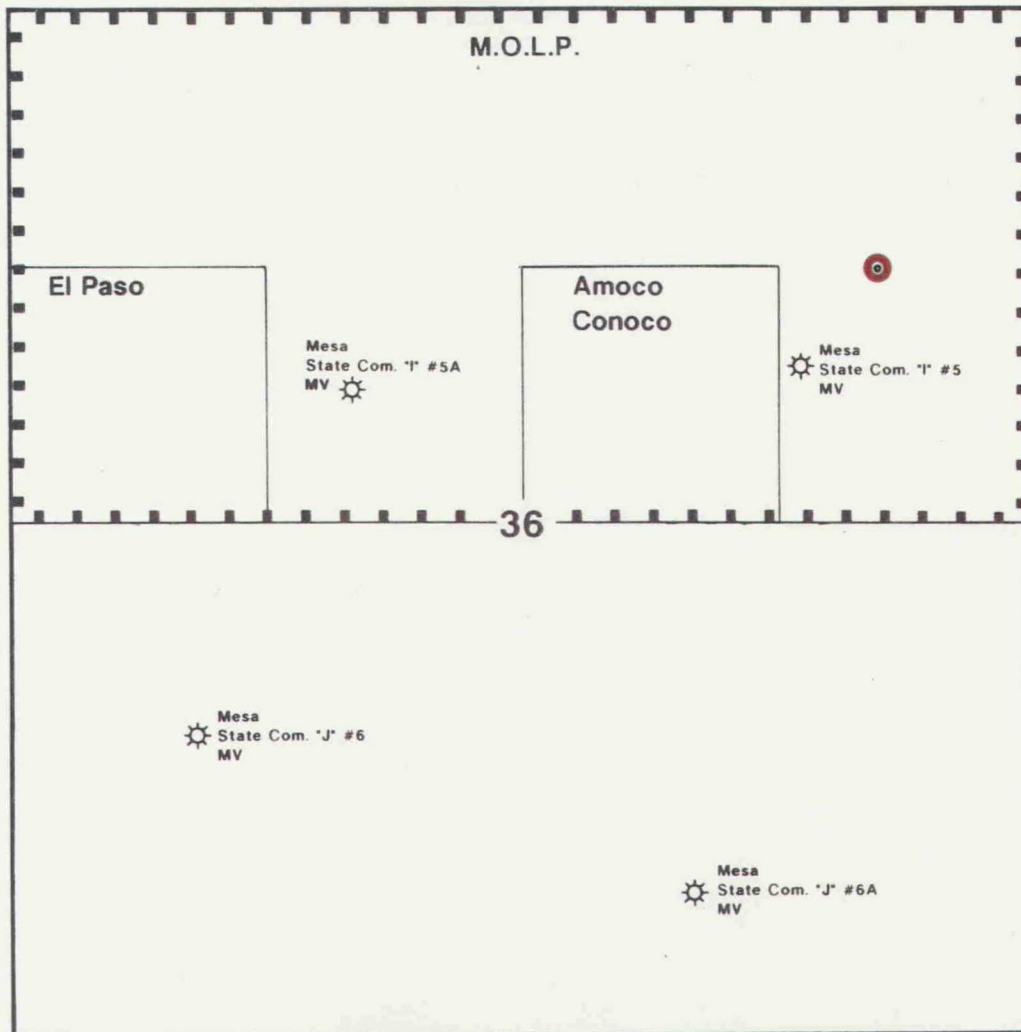 M.O.L.P.
El Paso
Amoco
Conoco
Mesa
State Com. "I" #5A
MV
Mesa
State Com. "I" #5
MV
36
Mesa
State Com. "J" #6
MV
Mesa
State Com. "J" #6A
MV